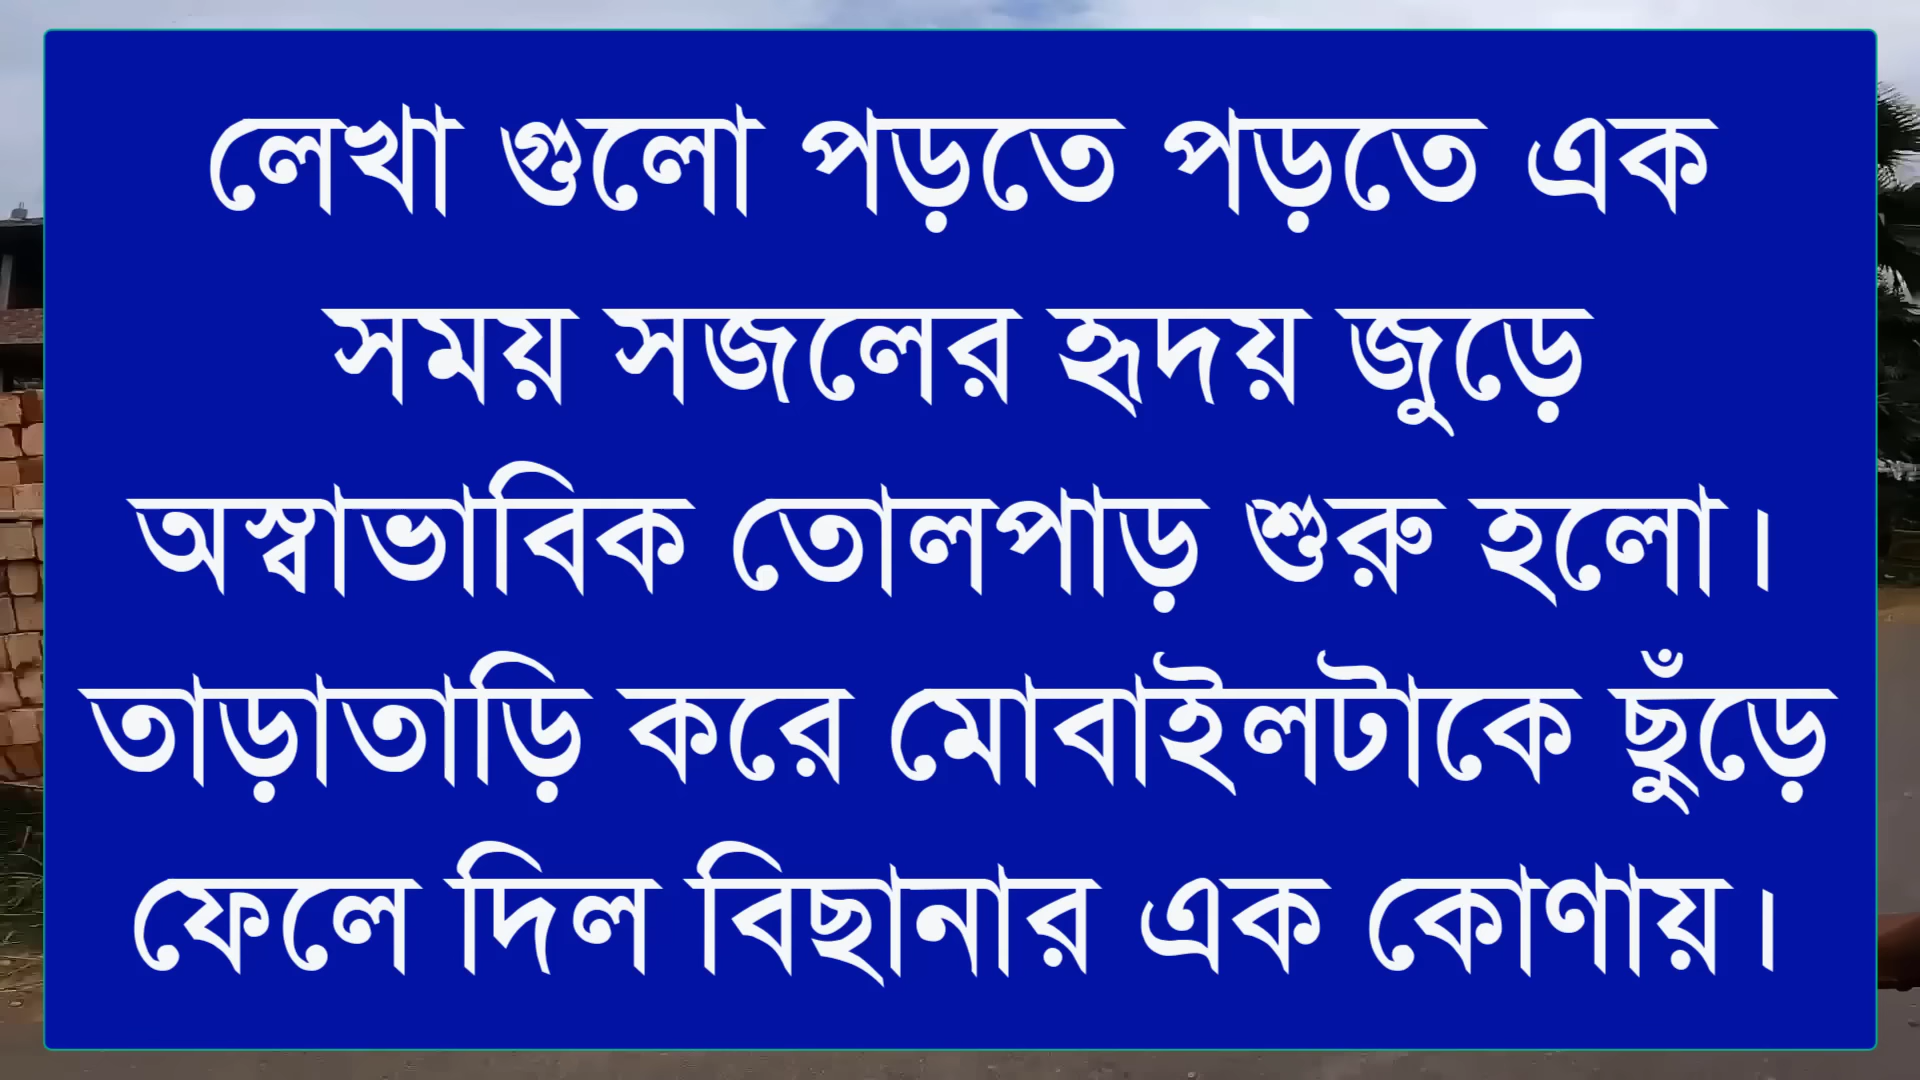 লেখা গুলো পড়তে পড়তে এক
সময় সজলের হৃদয় জুড়ে
অস্বাভাবিক তোলপাড় শুরু হলো।
তাড়াতাড়ি করে মোবাইলটাকে ছুঁড়ে
ফেলে দিল বিছানার এক কোণায়।